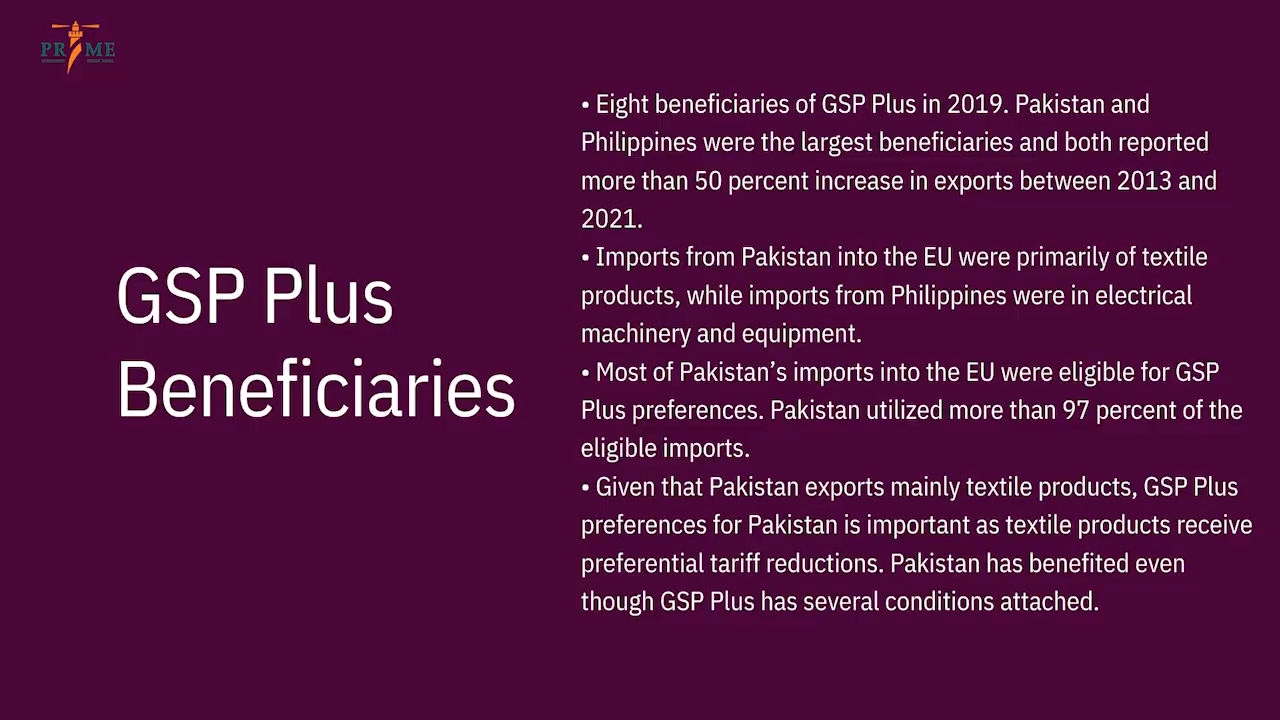 PRIME
GSP Plus
Beneficiaries
• Eight beneficiaries of GSP Plus in 2019. Pakistan and
Philippines were the largest beneficiaries and both reported
more than 50 percent increase in exports between 2013 and
2021.
• Imports from Pakistan into the EU were primarily of textile
products, while imports from Philippines were in electrical
machinery and equipment.
• Most of Pakistan’s imports into the EU were eligible for GSP
Plus preferences. Pakistan utilized more than 97 percent of the
eligible imports.
• Given that Pakistan exports mainly textile products, GSP Plus
preferences for Pakistan is important as textile products receive
preferential tariff reductions. Pakistan has benefited even
though GSP Plus has several conditions attached.